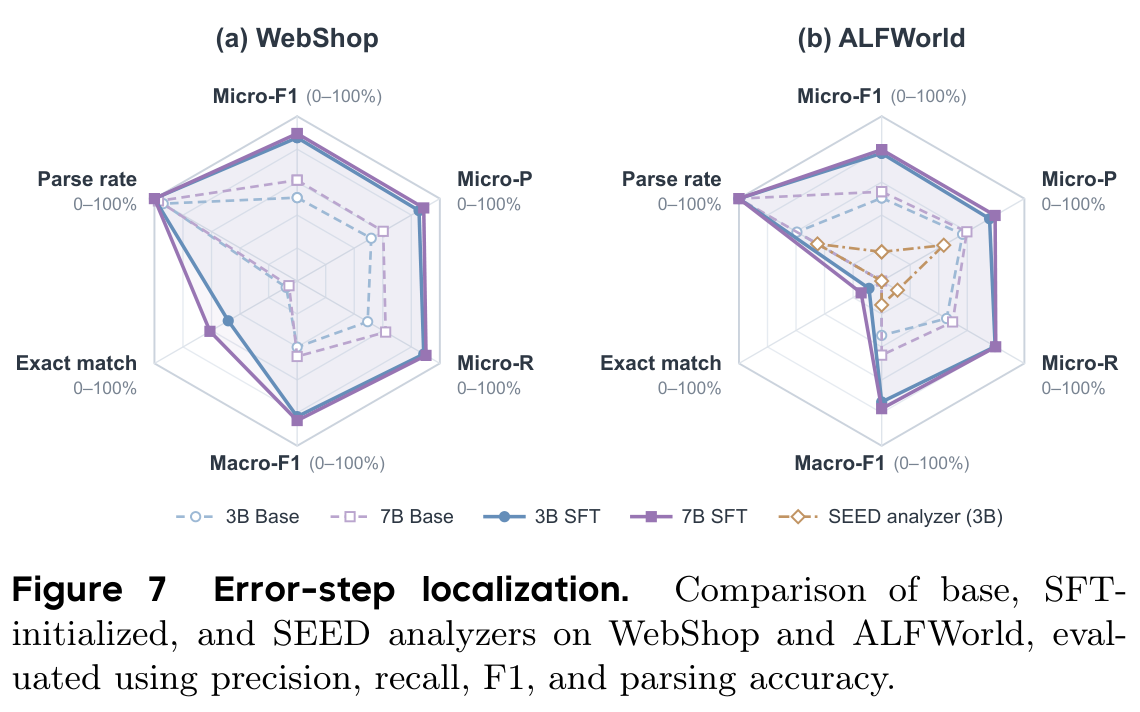 (a) WebShop
(b) ALFWorld
Micro-F1 (0–100%)
Micro-P
0–100%
Micro-R
0–100%
Macro-F1 (0–100%)
Exact match
0–100%
Parse rate
0–100%
Micro-F1 (0–100%)
Micro-P
0–100%
Micro-R
0–100%
Macro-F1 (0–100%)
Exact match
0–100%
Parse rate
0–100%
3B Base 7B Base 3B SFT 7B SFT SEED analyzer (3B)
Figure 7 Error-step localization. Comparison of base, SFT-
initialized, and SEED analyzers on WebShop and ALFWorld, eval-
uated using precision, recall, F1, and parsing accuracy.